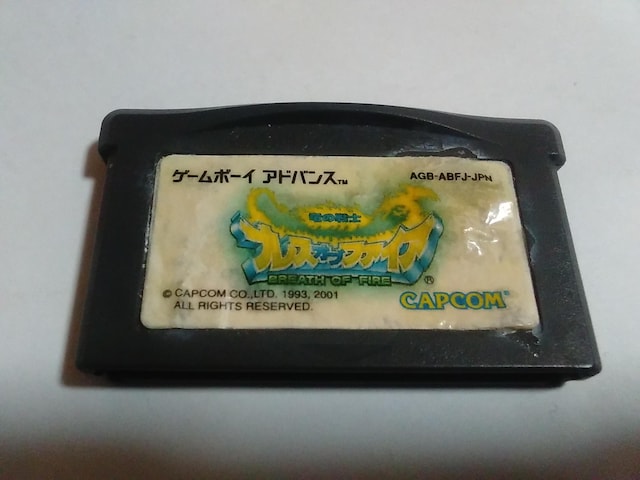 ゲームボーイ アドバンス™
AGB-ABFJ-JPN
竜の戦士
ブレス オブ ファイア
BREATH OF FIRE
®
© CAPCOM CO.,LTD. 1993, 2001
ALL RIGHTS RESERVED.
CAPCOM®